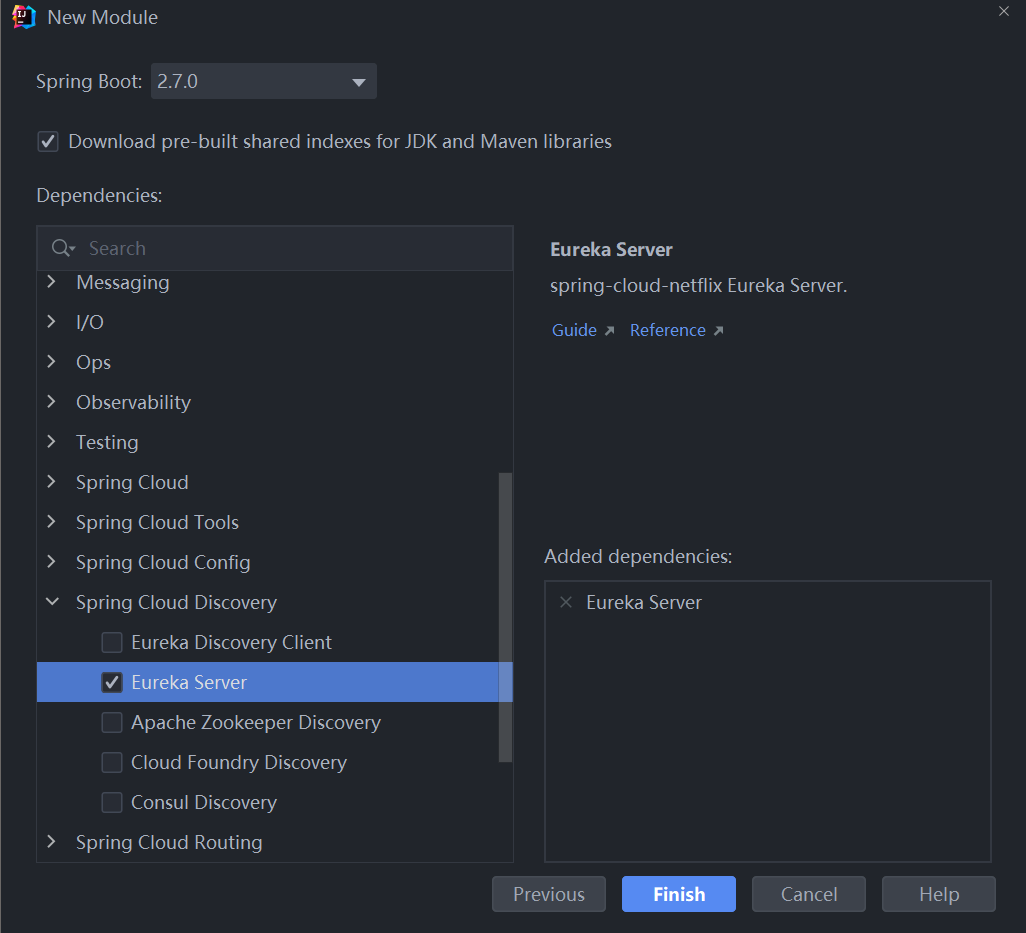 New Module
Spring Boot: 2.7.0
Download pre-built shared indexes for JDK and Maven libraries
Dependencies:
Search
Messaging
I/O
Ops
Observability
Testing
Spring Cloud
Spring Cloud Tools
Spring Cloud Config
Spring Cloud Discovery
Eureka Discovery Client
Eureka Server
Apache Zookeeper Discovery
Cloud Foundry Discovery
Consul Discovery
Spring Cloud Routing
Eureka Server
spring-cloud-netflix Eureka Server.
Guide Reference
Added dependencies:
Eureka Server
Previous Finish Cancel Help